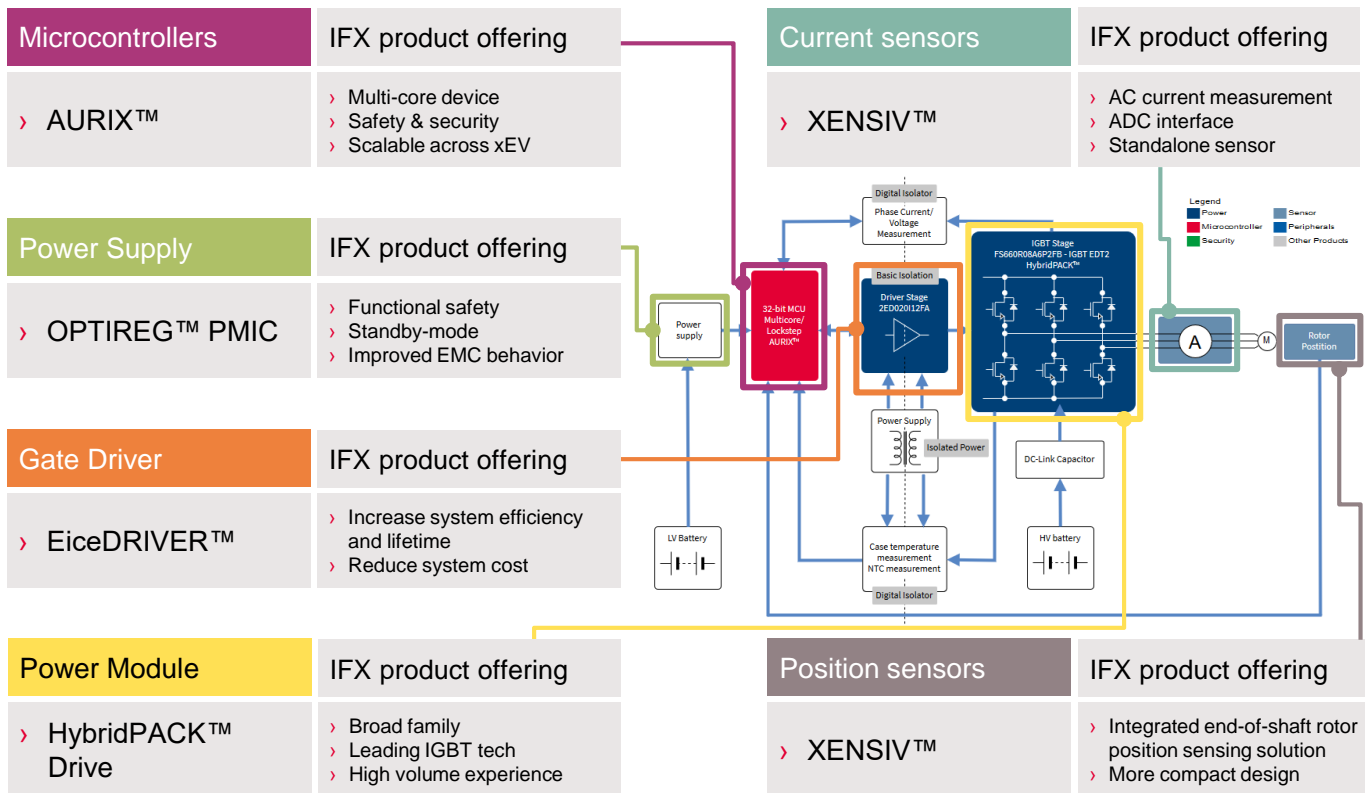 Microcontrollers
IFX product offering
› AURIX™
› Multi-core device
› Safety & security
› Scalable across xEV
Current sensors
IFX product offering
› XENSIV™
› AC current measurement
› ADC interface
› Standalone sensor
Power Supply
IFX product offering
› OPTIREG™ PMIC
› Functional safety
› Standby-mode
› Improved EMC behavior
Gate Driver
IFX product offering
› EiceDRIVER™
› Increase system efficiency
and lifetime
› Reduce system cost
Power Module
IFX product offering
› HybridPACK™
Drive
› Broad family
› Leading IGBT tech
› High volume experience
Position sensors
IFX product offering
› XENSIV™
› Integrated end-of-shaft rotor
position sensing solution
› More compact design
Legend
Power
Sensor
Microcontroller
Peripherals
Security
Other Products
Digital Isolator
Phase Current/
Voltage
Measurement
IGBT Stage
FS660R08A6P2FB - IGBT EDT2
HybridPACK™
Basic Isolation
Driver Stage
2ED020I12FA
32-bit MCU
Multicore/
Lockstep
AURIX™
Power
supply
A
M
Rotor
Postition
Power Supply
Isolated Power
DC-Link Capacitor
LV Battery
Case temperature
measurement
NTC measurement
Digital Isolator
HV battery